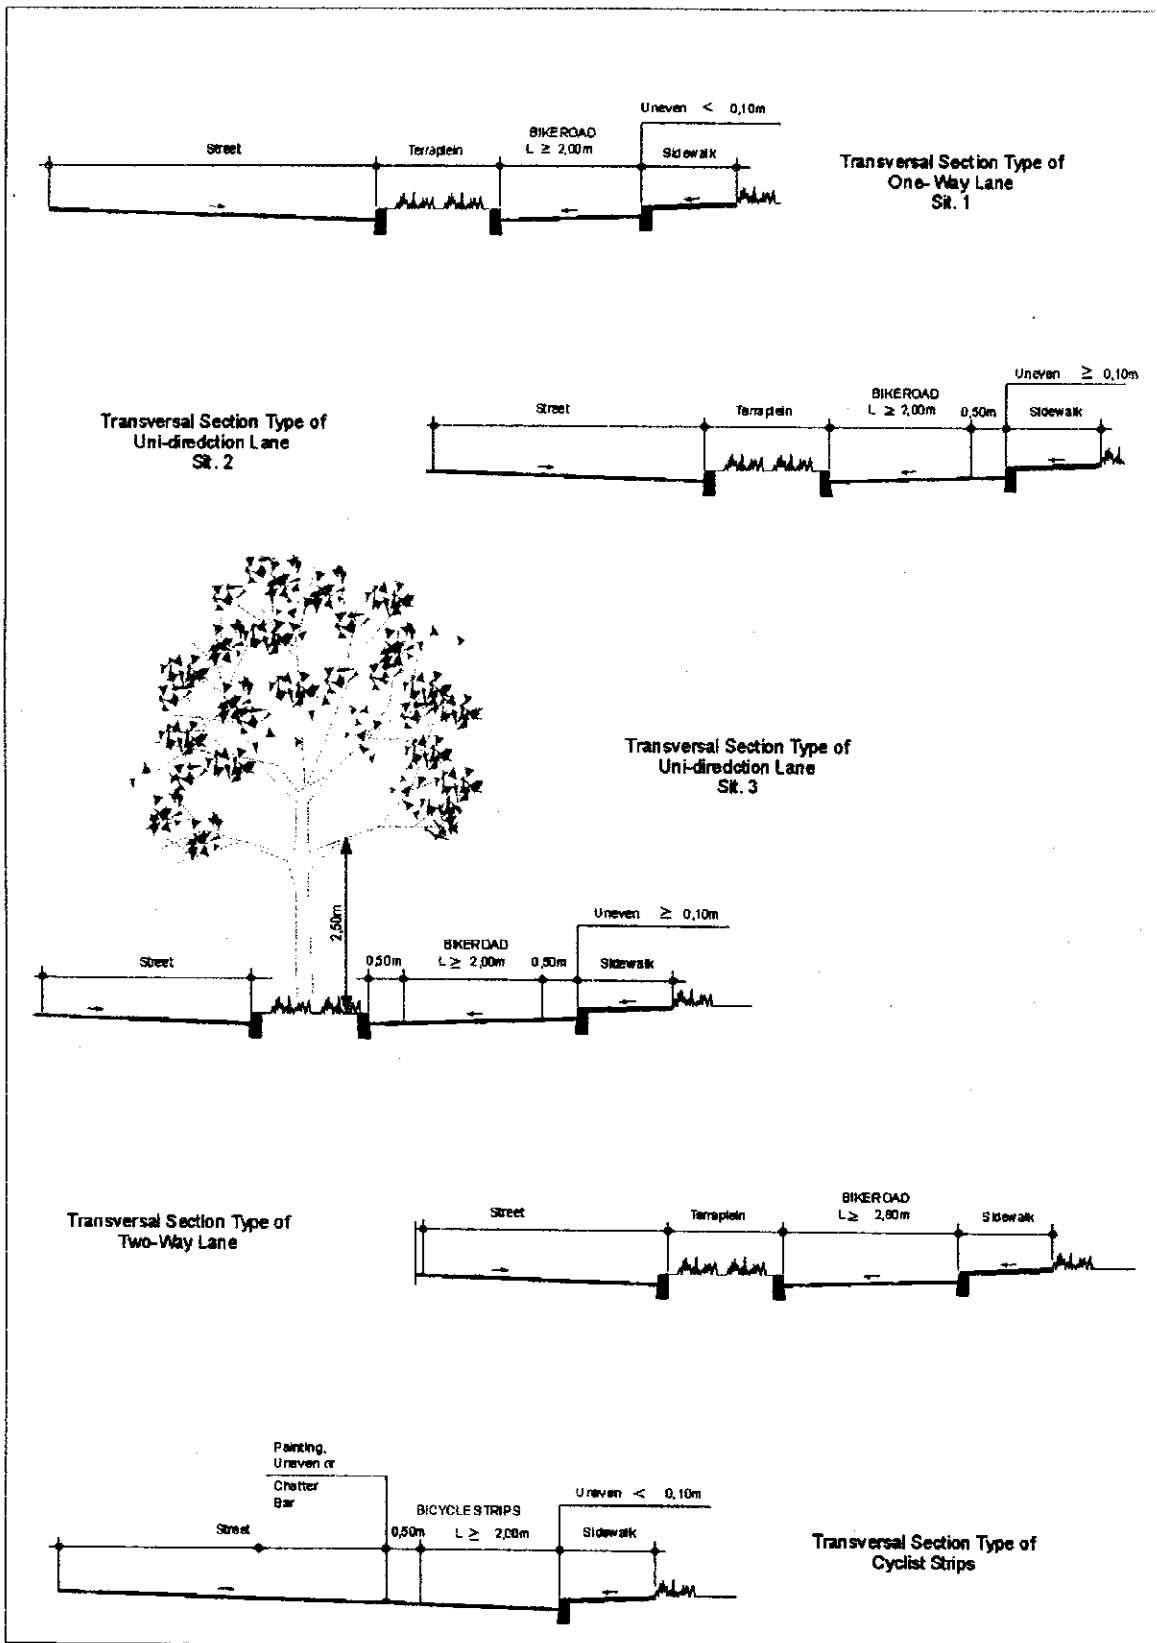 Uneven < 0,10m
Street
Terraplein
BIKEROAD
L ≥ 2,00m
Sidewalk
Transversal Section Type of
One-Way Lane
Sit. 1
Uneven ≥ 0,10m
Street
Terraplein
BIKEROAD
L ≥ 2,00m
0,50m
Sidewalk
Transversal Section Type of
Uni-diredction Lane
Sit. 2
Transversal Section Type of
Uni-diredction Lane
Sit. 3
2,50m
Uneven ≥ 0,10m
Street
0,50m
BIKEROAD
L ≥ 2,00m
0,50m
Sidewalk
Transversal Section Type of
Two-Way Lane
Street
Terraplein
BIKEROAD
L ≥ 2,80m
Sidewalk
Painting,
Uneven or
Chatter
Bar
Uneven < 0,10m
Street
0,50m
BICYCLE STRIPS
L ≥ 2,00m
Sidewalk
Transversal Section Type of
Cyclist Strips